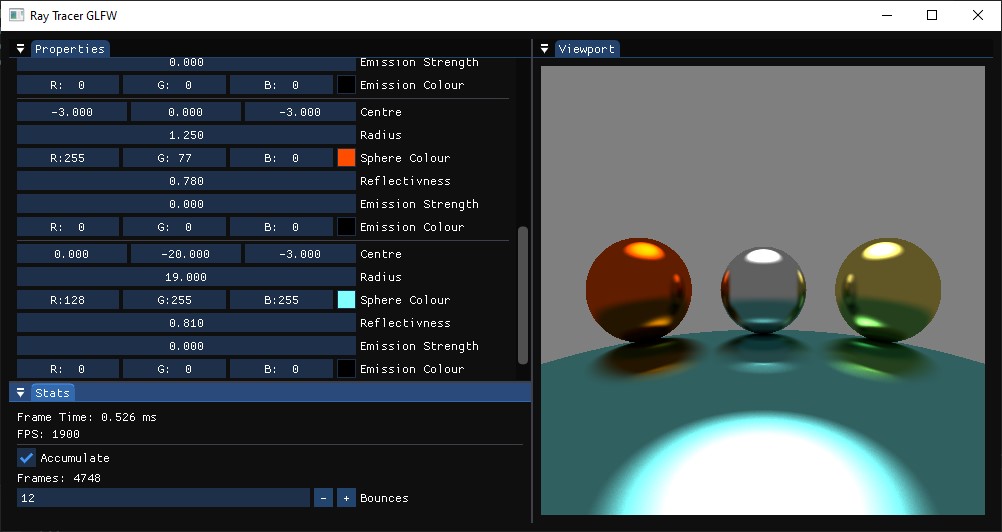 Ray Tracer GLFW
Properties
0.000 Emission Strength
R: 0 G: 0 B: 0 Emission Colour
-3.000 0.000 -3.000 Centre
1.250 Radius
R:255 G: 77 B: 0 Sphere Colour
0.780 Reflectivness
0.000 Emission Strength
R: 0 G: 0 B: 0 Emission Colour
0.000 -20.000 -3.000 Centre
19.000 Radius
R:128 G:255 B:255 Sphere Colour
0.810 Reflectivness
0.000 Emission Strength
R: 0 G: 0 B: 0 Emission Colour
Stats
Frame Time: 0.526 ms
FPS: 1900
Accumulate
Frames: 4748
12 - + Bounces
Viewport